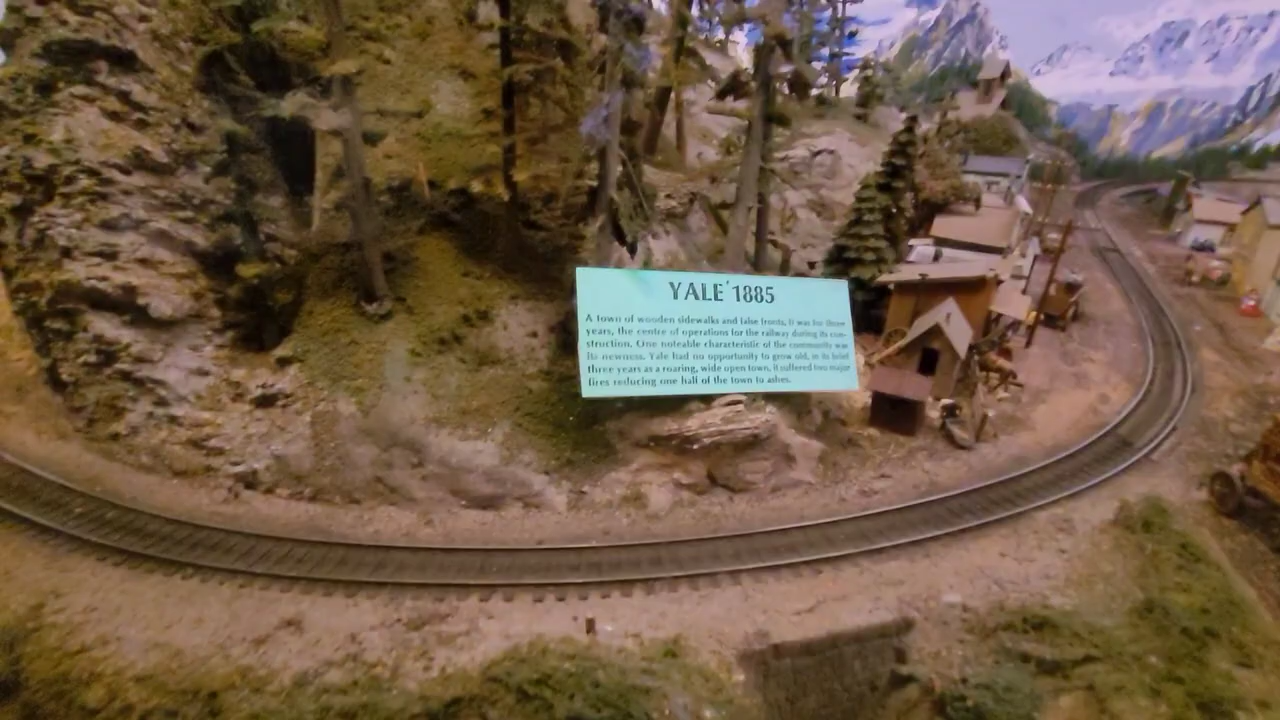 YALE 1885
A town of wooden sidewalks and false fronts, it was for three
years, the centre of operations for the railway during its con-
struction. One noteable characteristic of the community was
its newness. Yale had no opportunity to grow old, in its brief
three years as a roaring, wide open town, it suffered two major
fires reducing one half of the town to ashes.